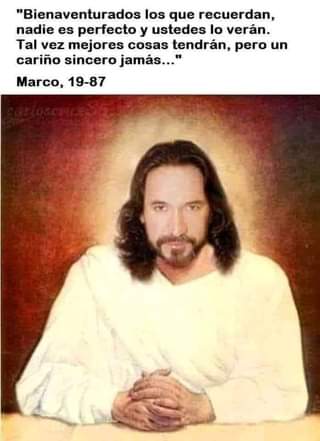 "Bienaventurados los que recuerdan,
nadie es perfecto y ustedes lo verán.
Tal vez mejores cosas tendrán, pero un
cariño sincero jamás..."
Marco, 19-87